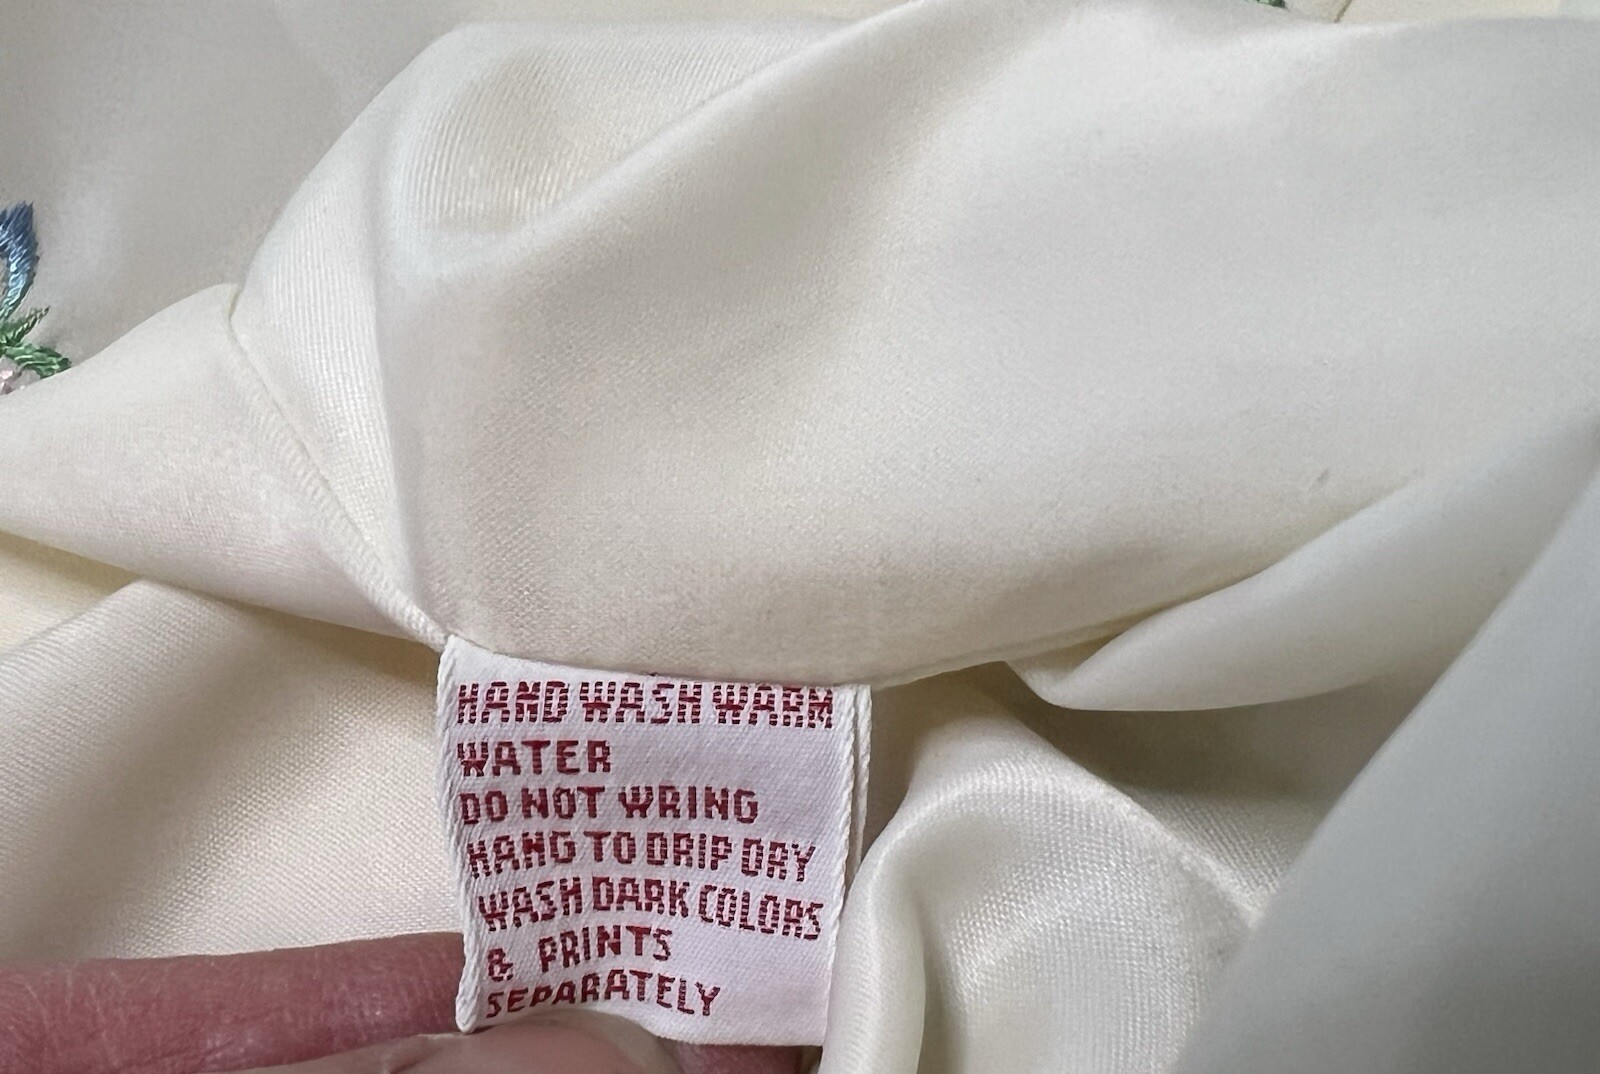 HAND WASH WARM
WATER
DO NOT WRING
HANG TO DRIP DRY
WASH DARK COLORS
& PRINTS
SEPARATELY